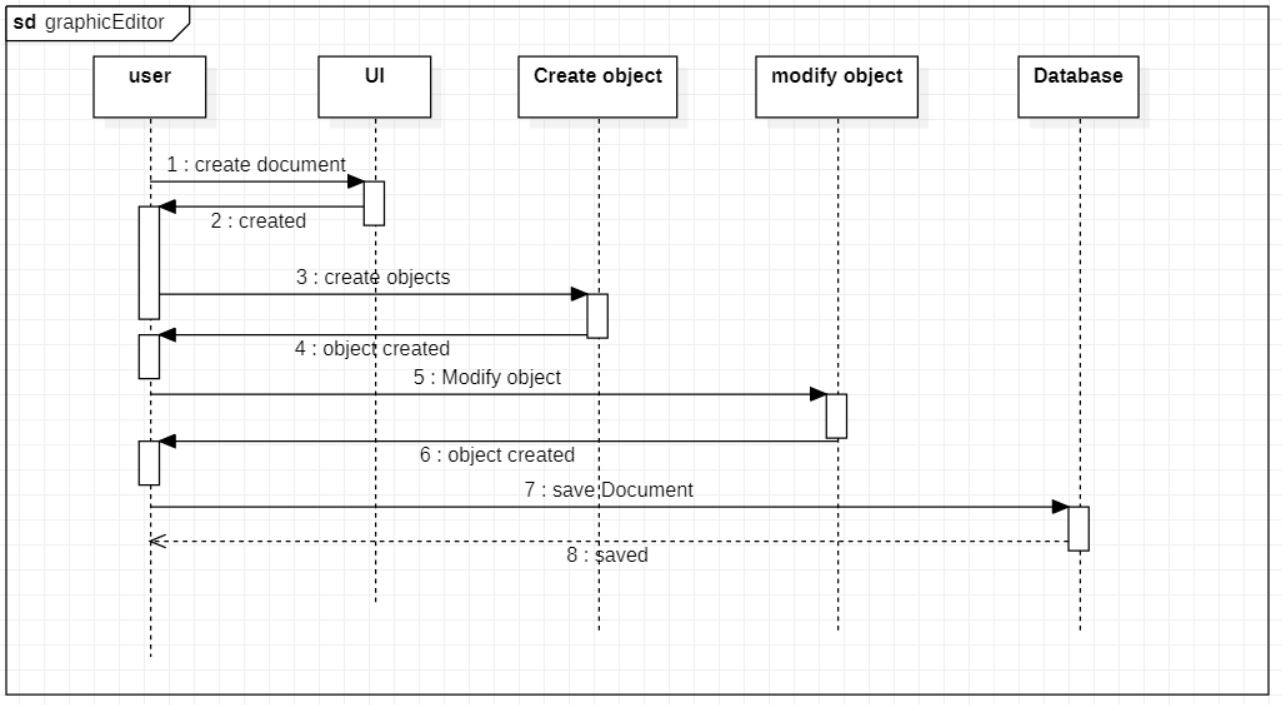 sd graphicEditor
user UI Create object modify object Database
1 : create document
2 : created
3 : create objects
4 : object created
5 : Modify object
6 : object created
7 : save Document
8 : saved